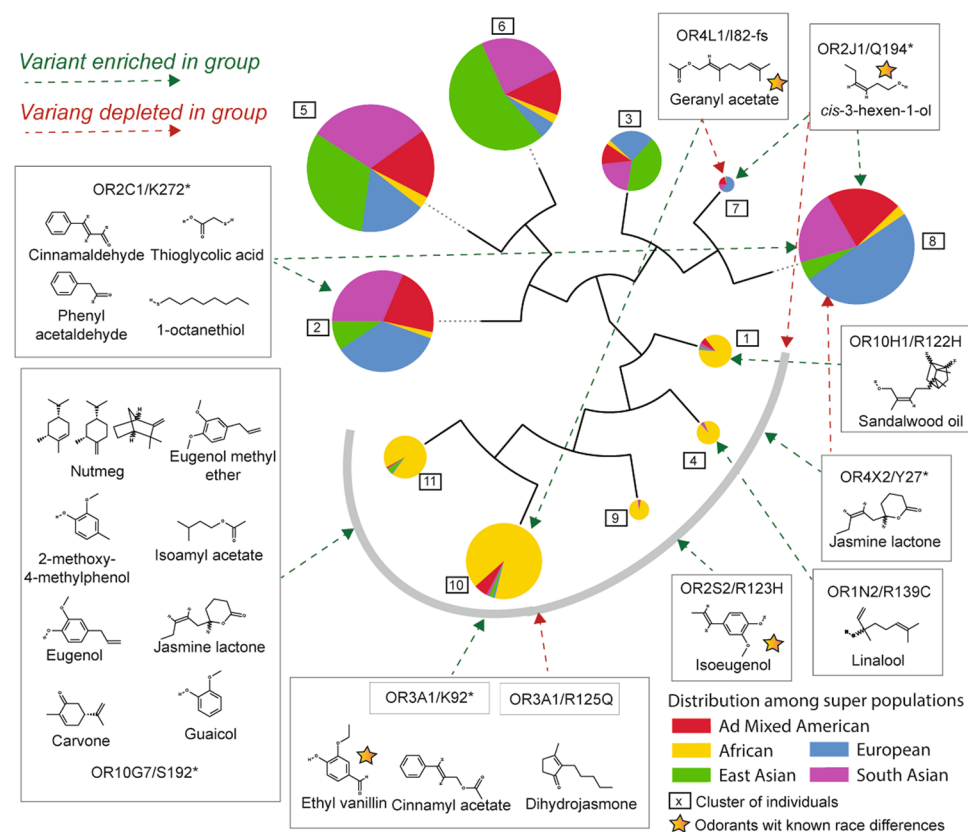 Variant enriched in group
Variang depleted in group
6
5
3
7
8
2
1
4
11
9
10
OR4L1/I82-fs
Geranyl acetate
OR2J1/Q194*
cis-3-hexen-1-ol
OR2C1/K272*
Cinnamaldehyde
Thioglycolic acid
Phenyl
acetaldehyde
1-octanethiol
OR10H1/R122H
Sandalwood oil
Nutmeg
Eugenol methyl
ether
2-methoxy-
4-methylphenol
Isoamyl acetate
Eugenol
Jasmine lactone
Carvone
Guaicol
OR10G7/S192*
OR4X2/Y27*
Jasmine lactone
OR2S2/R123H
Isoeugenol
OR1N2/R139C
Linalool
OR3A1/K92*
OR3A1/R125Q
Ethyl vanillin
Cinnamyl acetate
Dihydrojasmone
Distribution among super populations
Ad Mixed American
African
European
East Asian
South Asian
x Cluster of individuals
Odorants wit known race differences